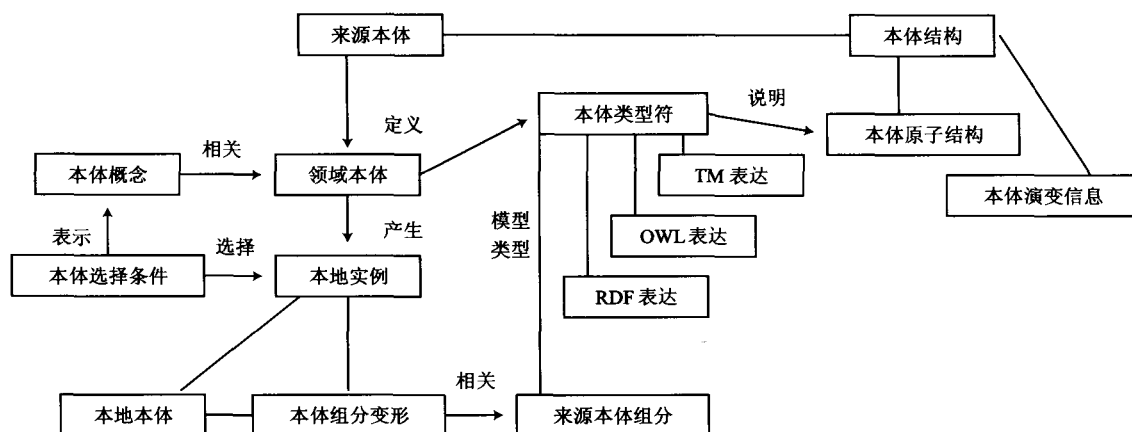 来源本体
本体结构
本体类型符
说明
定义
本体原子结构
相关
本体概念
领域本体
TM 表达
本体演变信息
模型
类型
产生
表示
选择
OWL 表达
本体选择条件
本地实例
RDF 表达
相关
本地本体
本体组分变形
来源本体组分